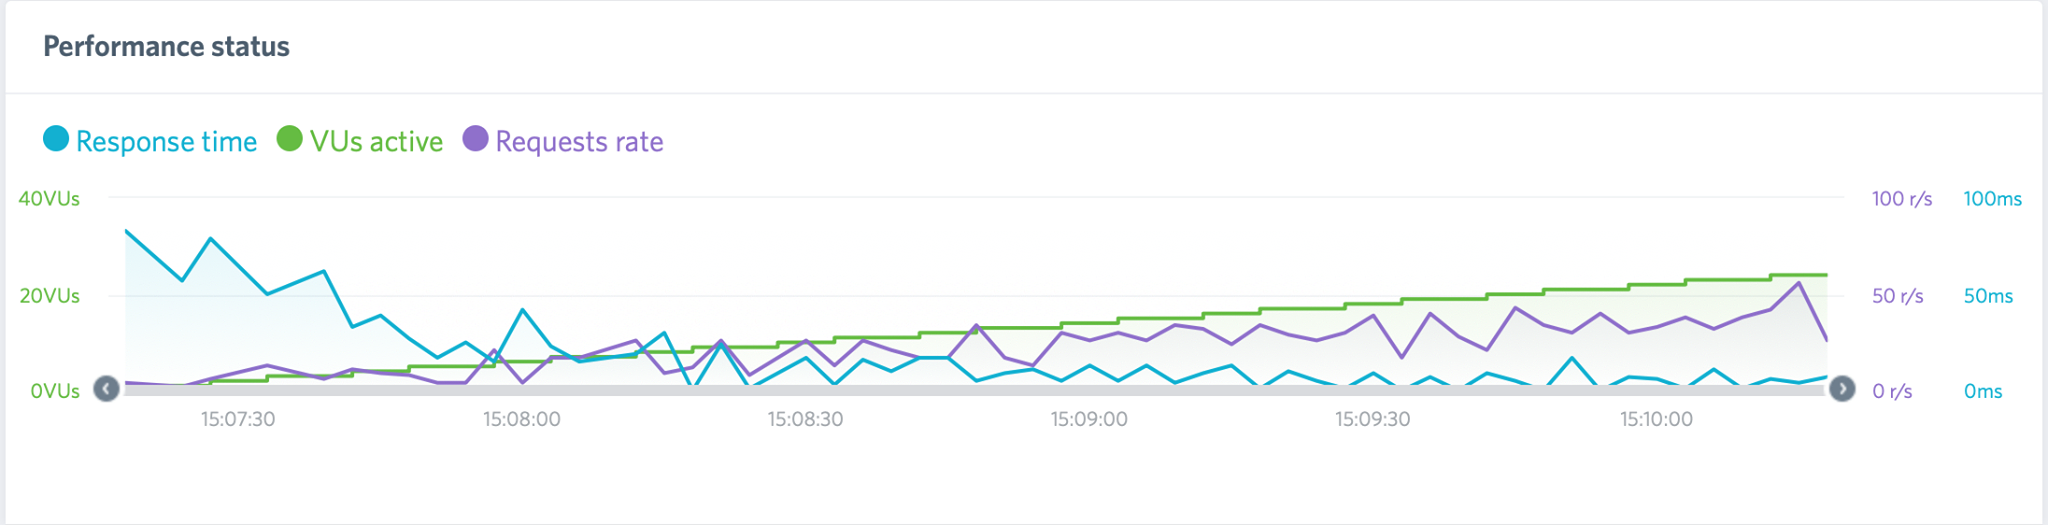 Performance status
Response time VUs active Requests rate
40VUs 100 r/s 100ms
20VUs 50 r/s 50ms
0VUs 0 r/s 0ms
15:07:30 15:08:00 15:08:30 15:09:00 15:09:30 15:10:00